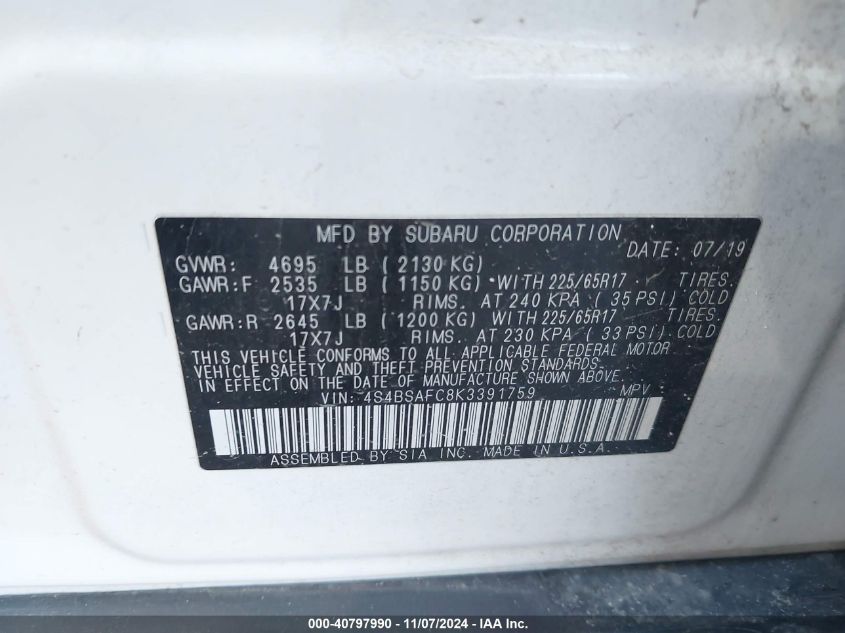 MFD BY SUBARU CORPORATION
DATE: 07/19
GVWR: 4695 LB ( 2130 KG)
GAWR:F 2535 LB ( 1150 KG) WITH 225/65R17 TIRES.
17X7J RIMS. AT 240 KPA ( 35 PSI) COLD
GAWR:R 2645 LB ( 1200 KG) WITH 225/65R17 TIRES.
17X7J RIMS. AT 230 KPA ( 33 PSI) COLD
THIS VEHICLE CONFORMS TO ALL APPLICABLE FEDERAL MOTOR
VEHICLE SAFETY AND THEFT PREVENTION STANDARDS
IN EFFECT ON THE DATE OF MANUFACTURE SHOWN ABOVE.
VIN: 4S4BSAFC8K3391759 MPV
ASSEMBLED BY SIA INC. MADE IN U.S.A.
000-40797990 - 11/07/2024 - IAA Inc.